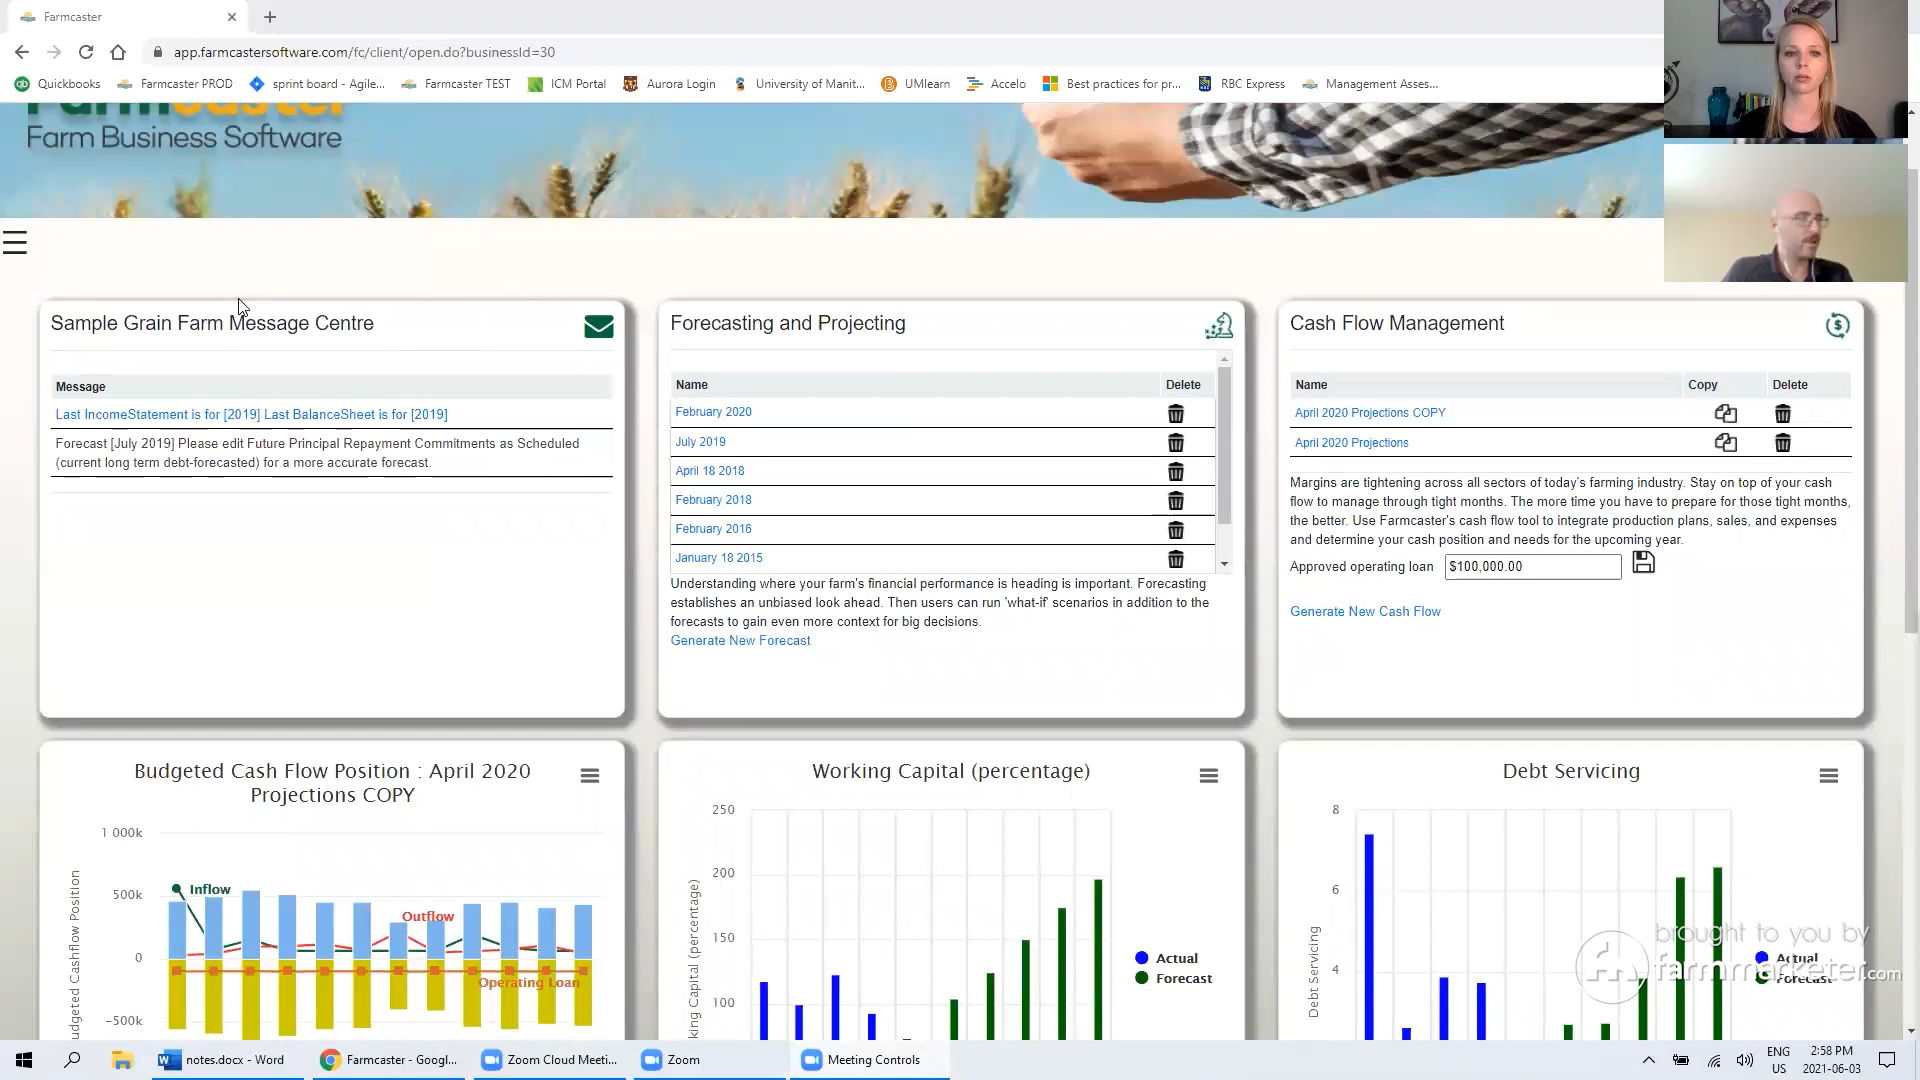 Farmcaster
app.farmcastersoftware.com/fc/client/open.do?businessId=30
Quickbooks
Farmcaster PROD
sprint board - Agile...
Farmcaster TEST
ICM Portal
Aurora Login
University of Manit...
UMlearn
Accelo
Best practices for pr...
RBC Express
Management Asses...
Farmcaster
Farm Business Software
Sample Grain Farm Message Centre
Message
Last IncomeStatement is for [2019] Last BalanceSheet is for [2019]
Forecast [July 2019] Please edit Future Principal Repayment Commitments as Scheduled
(current long term debt-forecasted) for a more accurate forecast.
Forecasting and Projecting
Name Delete
February 2020
July 2019
April 18 2018
February 2018
February 2016
January 18 2015
Understanding where your farm's financial performance is heading is important. Forecasting
establishes an unbiased look ahead. Then users can run 'what-if' scenarios in addition to the
forecasts to gain even more context for big decisions.
Generate New Forecast
Cash Flow Management
Name Copy Delete
April 2020 Projections COPY
April 2020 Projections
Margins are tightening across all sectors of today's farming industry. Stay on top of your cash
flow to manage through tight months. The more time you have to prepare for those tight months,
the better. Use Farmcaster's cash flow tool to integrate production plans, sales, and expenses
and determine your cash position and needs for the upcoming year.
Approved operating loan $100,000.00
Generate New Cash Flow
Budgeted Cash Flow Position : April 2020
Projections COPY
1 000k
500k
0
-500k
Budgeted Cashflow Position
Inflow
Outflow
Operating Loan
Working Capital (percentage)
250
200
150
100
king Capital (percentage)
Actual
Forecast
Debt Servicing
8
6
4
Debt Servicing
Actual
Forecast
brought to you by
farmmarketer.com
notes.docx - Word
Farmcaster - Googl...
Zoom Cloud Meeti...
Zoom
Meeting Controls
ENG
US
2:58 PM
2021-06-03